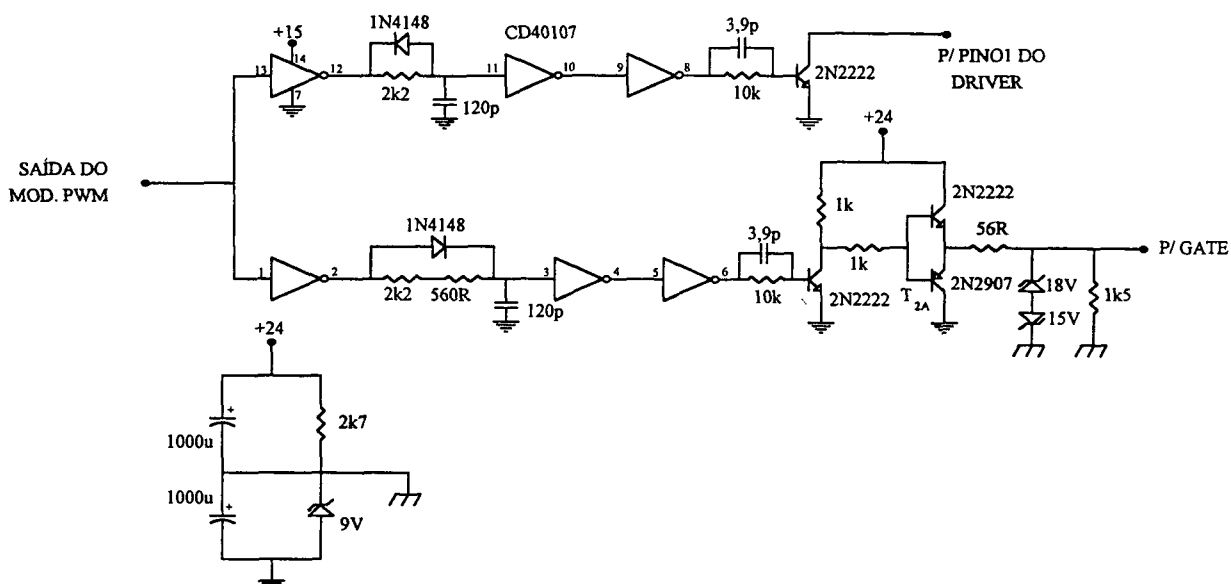 1N4148
+15
14
13
12
7
2k2
120p
CD40107
11
10
9
8
3,9p
10k
2N2222
P/ PINO1 DO
DRIVER
SAÍDA DO
MOD. PWM
+24
1k
2N2222
1N4148
1
2
2k2
560R
120p
3
4
5
6
3,9p
10k
2N2222
1k
T2A
2N2907
56R
P/ GATE
18V
15V
1k5
+24
+
1000u
2k7
1000u
+
9V